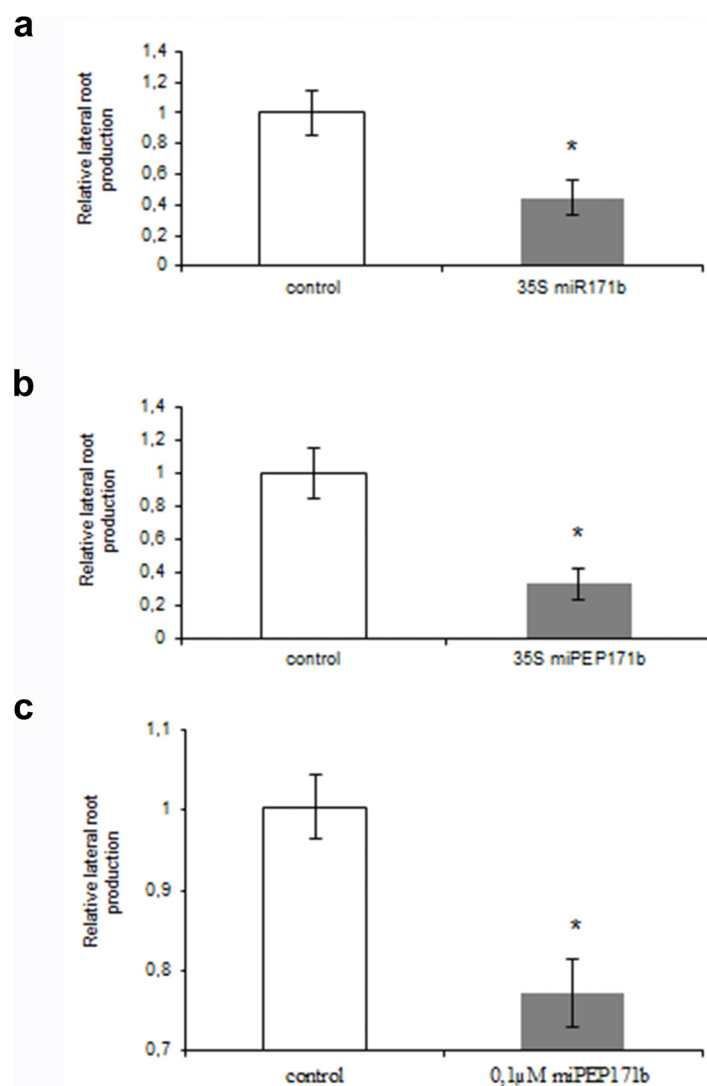 a
Relative lateral root
production
1,4
1,2
1
0,8
0,6
0,4
0,2
0
*
control
35S miR171b
b
Relative lateral root
production
1,4
1,2
1
0,8
0,6
0,4
0,2
0
*
control
35S miPEP171b
c
Relative lateral root
production
1,1
1
0,9
0,8
0,7
*
control
0,1µM miPEP171b